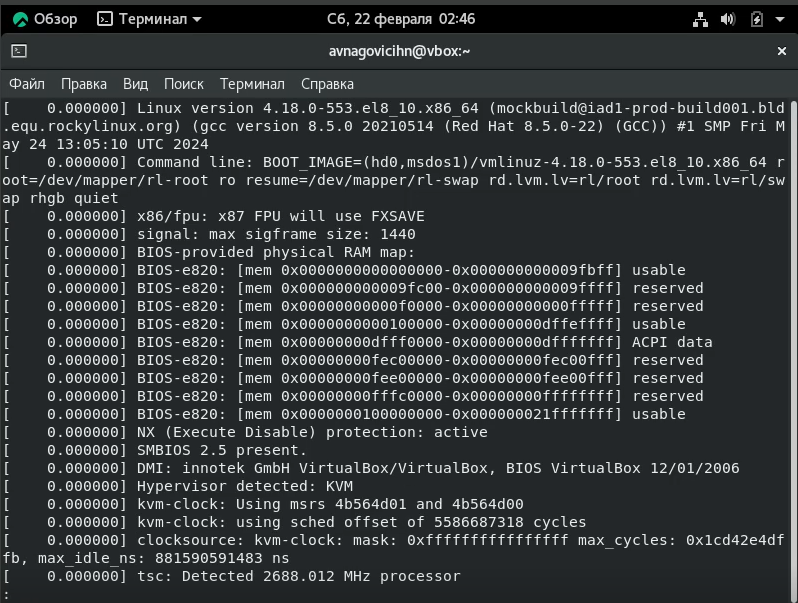 Обзор Терминал Сб, 22 февраля 02:46
avnagovicihn@vbox:~
Файл Правка Вид Поиск Терминал Справка
[    0.000000] Linux version 4.18.0-553.el8_10.x86_64 (mockbuild@iad1-prod-build001.bld
.equ.rockylinux.org) (gcc version 8.5.0 20210514 (Red Hat 8.5.0-22) (GCC)) #1 SMP Fri M
ay 24 13:05:10 UTC 2024
[    0.000000] Command line: BOOT_IMAGE=(hd0,msdos1)/vmlinuz-4.18.0-553.el8_10.x86_64 r
oot=/dev/mapper/rl-root ro resume=/dev/mapper/rl-swap rd.lvm.lv=rl/root rd.lvm.lv=rl/sw
ap rhgb quiet
[    0.000000] x86/fpu: x87 FPU will use FXSAVE
[    0.000000] signal: max sigframe size: 1440
[    0.000000] BIOS-provided physical RAM map:
[    0.000000] BIOS-e820: [mem 0x0000000000000000-0x000000000009fbff] usable
[    0.000000] BIOS-e820: [mem 0x000000000009fc00-0x000000000009ffff] reserved
[    0.000000] BIOS-e820: [mem 0x00000000000f0000-0x00000000000fffff] reserved
[    0.000000] BIOS-e820: [mem 0x0000000000100000-0x00000000dffeffff] usable
[    0.000000] BIOS-e820: [mem 0x00000000dfff0000-0x00000000dfffffff] ACPI data
[    0.000000] BIOS-e820: [mem 0x00000000fec00000-0x00000000fec00fff] reserved
[    0.000000] BIOS-e820: [mem 0x00000000fee00000-0x00000000fee00fff] reserved
[    0.000000] BIOS-e820: [mem 0x00000000fffc0000-0x00000000ffffffff] reserved
[    0.000000] BIOS-e820: [mem 0x0000000100000000-0x000000021fffffff] usable
[    0.000000] NX (Execute Disable) protection: active
[    0.000000] SMBIOS 2.5 present.
[    0.000000] DMI: innotek GmbH VirtualBox/VirtualBox, BIOS VirtualBox 12/01/2006
[    0.000000] Hypervisor detected: KVM
[    0.000000] kvm-clock: Using msrs 4b564d01 and 4b564d00
[    0.000000] kvm-clock: using sched offset of 5586687318 cycles
[    0.000000] clocksource: kvm-clock: mask: 0xffffffffffffffff max_cycles: 0x1cd42e4df
fb, max_idle_ns: 881590591483 ns
[    0.000000] tsc: Detected 2688.012 MHz processor
: